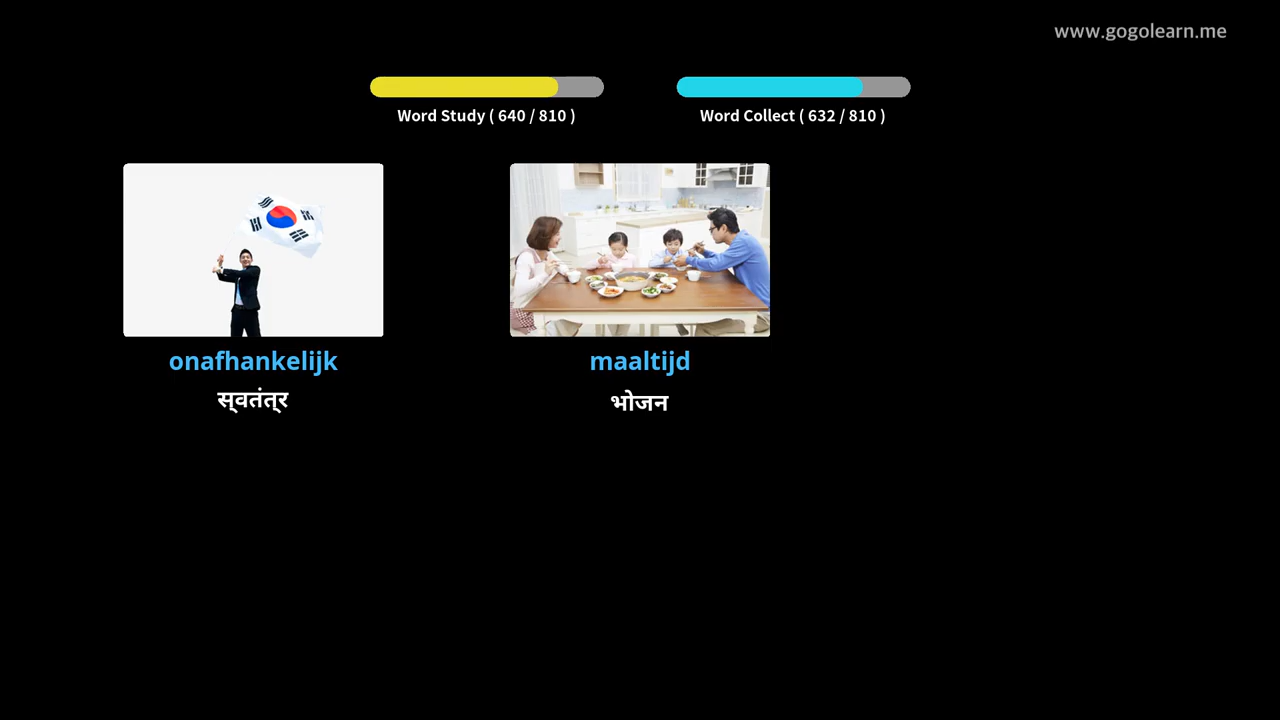 www.gogolearn.me
Word Study ( 640 / 810 )
Word Collect ( 632 / 810 )
onafhankelijk
maaltijd
स्वतंत्र
भोजन